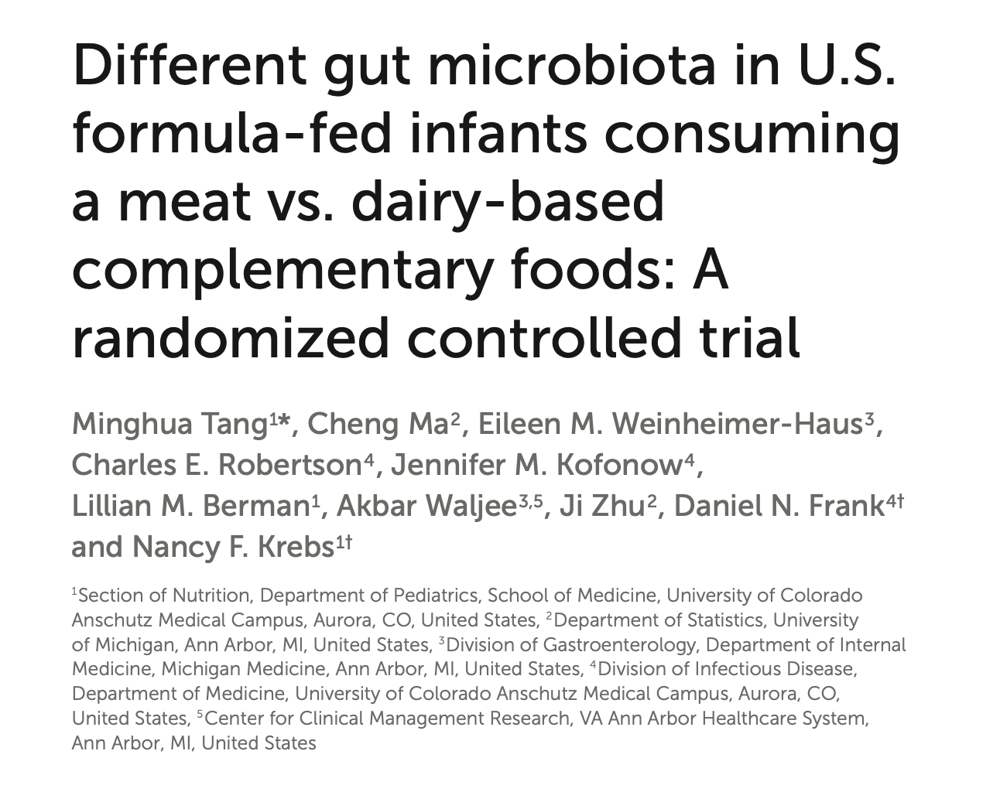 Different gut microbiota in U.S.
formula-fed infants consuming
a meat vs. dairy-based
complementary foods: A
randomized controlled trial
Minghua Tang¹*, Cheng Ma², Eileen M. Weinheimer-Haus³,
Charles E. Robertson⁴, Jennifer M. Kofonow⁴,
Lillian M. Berman¹, Akbar Waljee³,⁵, Ji Zhu², Daniel N. Frank⁴†
and Nancy F. Krebs¹†
¹Section of Nutrition, Department of Pediatrics, School of Medicine, University of Colorado
Anschutz Medical Campus, Aurora, CO, United States, ²Department of Statistics, University
of Michigan, Ann Arbor, MI, United States, ³Division of Gastroenterology, Department of Internal
Medicine, Michigan Medicine, Ann Arbor, MI, United States, ⁴Division of Infectious Disease,
Department of Medicine, University of Colorado Anschutz Medical Campus, Aurora, CO,
United States, ⁵Center for Clinical Management Research, VA Ann Arbor Healthcare System,
Ann Arbor, MI, United States